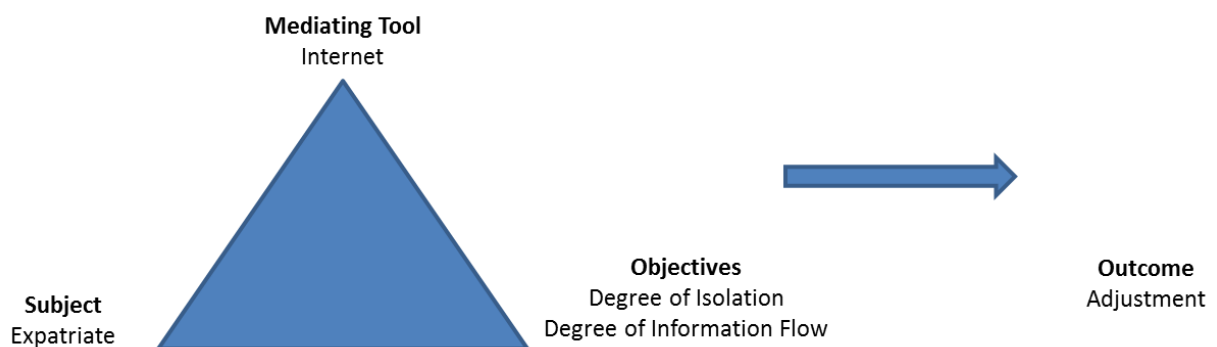 Mediating Tool
Internet
Subject
Expatriate
Objectives
Degree of Isolation
Degree of Information Flow
Outcome
Adjustment